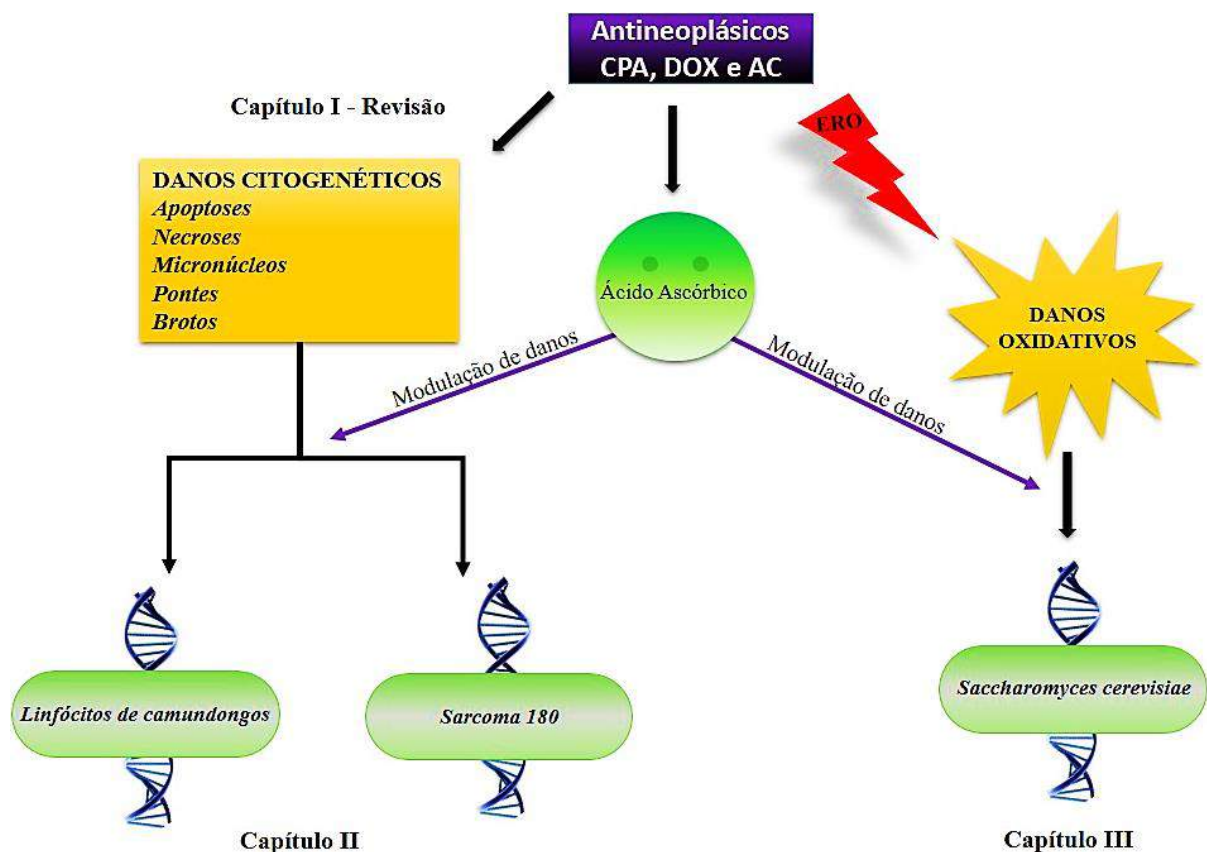 Antineoplásicos
CPA, DOX e AC
Capítulo I - Revisão
ERO
DANOS CITOGENÉTICOS
Apoptoses
Necroses
Micronúcleos
Pontes
Brotos
Ácido Ascórbico
DANOS
OXIDATIVOS
Modulação de danos
Modulação de danos
Linfócitos de camundongos
Sarcoma 180
Saccharomyces cerevisiae
Capítulo II
Capítulo III